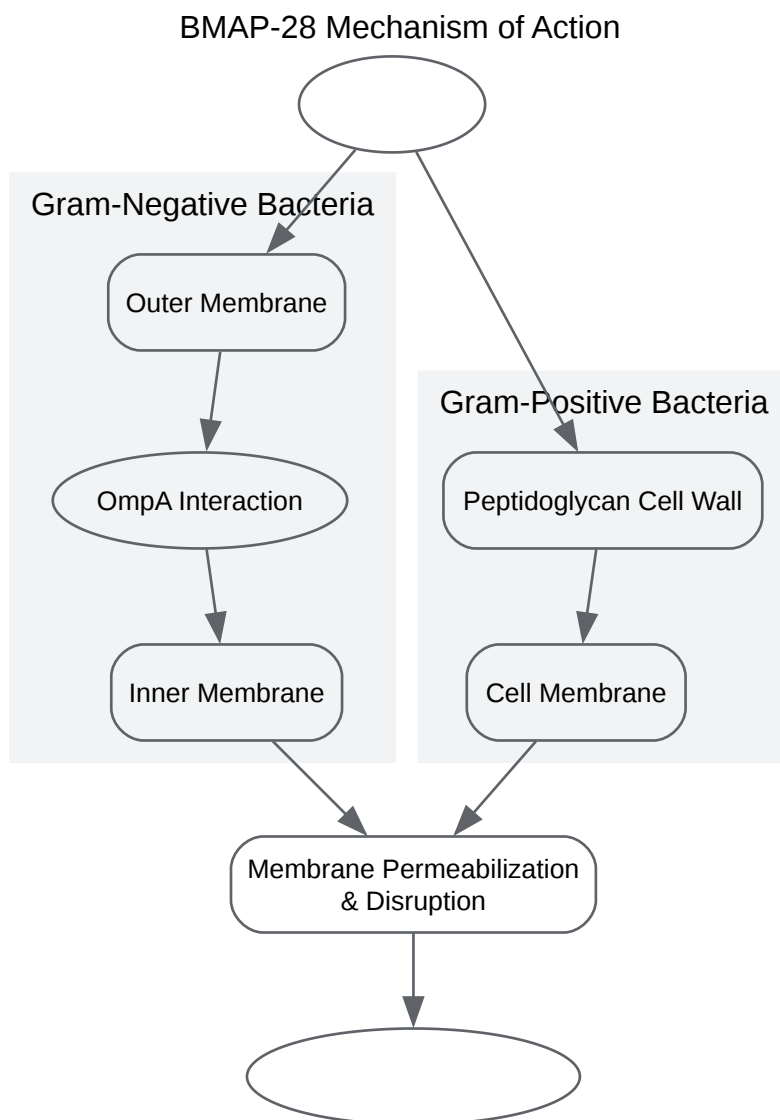 BMAP-28 Mechanism of Action
Gram-Negative Bacteria
Outer Membrane
OmpA Interaction
Inner Membrane
Gram-Positive Bacteria
Peptidoglycan Cell Wall
Cell Membrane
Membrane Permeabilization
& Disruption